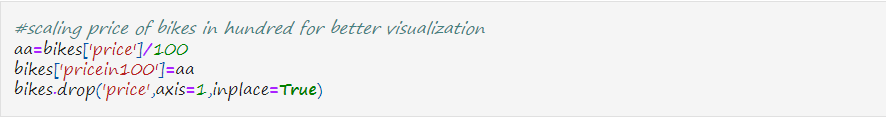 #scaling price of bikes in hundred for better visualization
aa=bikes['price']/100
bikes['pricein100']=aa
bikes.drop('price',axis=1,inplace=True)